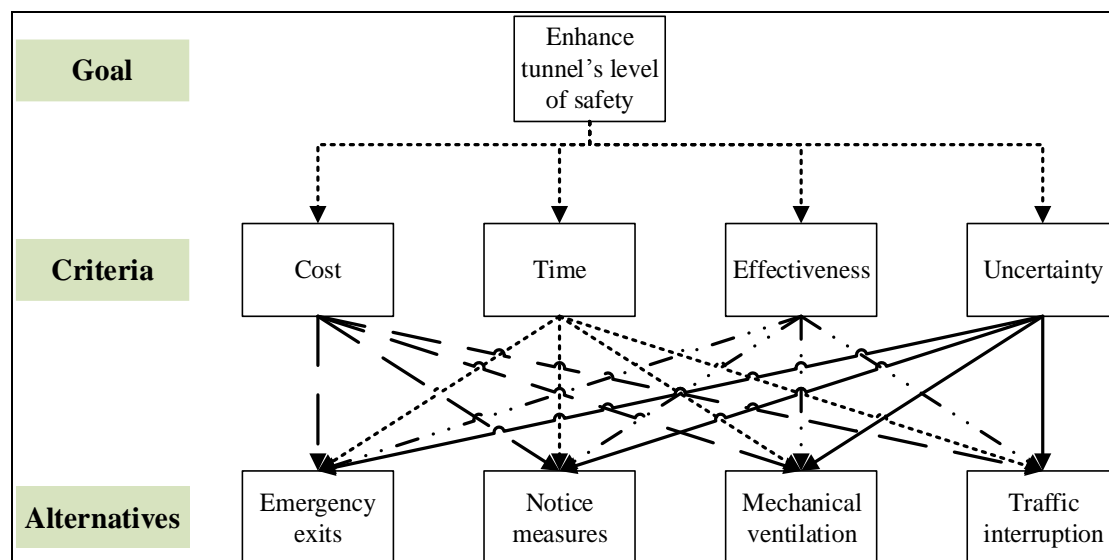 Goal
Enhance
tunnel's level
of safety
Criteria
Cost
Time
Effectiveness
Uncertainty
Alternatives
Emergency
exits
Notice
measures
Mechanical
ventilation
Traffic
interruption